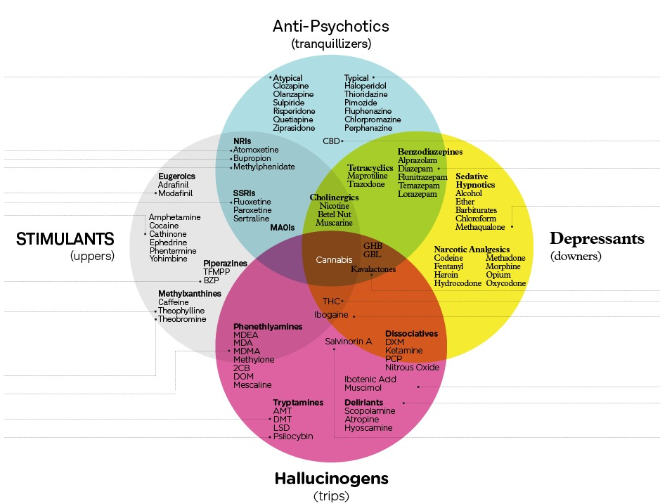 Anti-Psychotics
(tranquillizers)
Atypical
Clozapine
Olanzapine
Sulpiride
Risperidone
Quetiapine
Ziprasidone
Typical
Haloperidol
Thioridazine
Pimozide
Fluphenazine
Chlorpromazine
Perphenazine
CBD
NRIs
Atomoxetine
Bupropion
Methylphenidate
SSRIs
Fluoxetine
Paroxetine
Sertraline
MAOIs
Tetracyclics
Maprotiline
Trazodone
Benzodiazepines
Alprazolam
Diazepam
Flunitrazepam
Temazepam
Lorazepam
Cholinergics
Nicotine
Betel Nut
Muscarine
STIMULANTS
(uppers)
Eugeroics
Adrafinil
Modafinil
Amphetamine
Cocaine
Cathinone
Ephedrine
Phentermine
Yohimbine
Piperazines
TFMPP
BZP
Methylxanthines
Caffeine
Theophylline
Theobromine
Depressants
(downers)
Sedative
Hypnotics
Alcohol
Ether
Barbiturates
Chloroform
Methaqualone
Narcotic Analgesics
Codeine Methadone
Fentanyl Morphine
Heroin Opium
Hydrocodone Oxycodone
GHB
GBL
Kavalactones
Cannabis
THC
Ibogaine
Salvinorin A
Phenethlyamines
MDEA
MDA
MDMA
Methylone
2CB
DOM
Mescaline
Dissociatives
DXM
Ketamine
PCP
Nitrous Oxide
Ibotenic Acid
Muscimol
Tryptamines
AMT
DMT
LSD
Psilocybin
Deliriants
Scopolamine
Atropine
Hyoscamine
Hallucinogens
(trips)